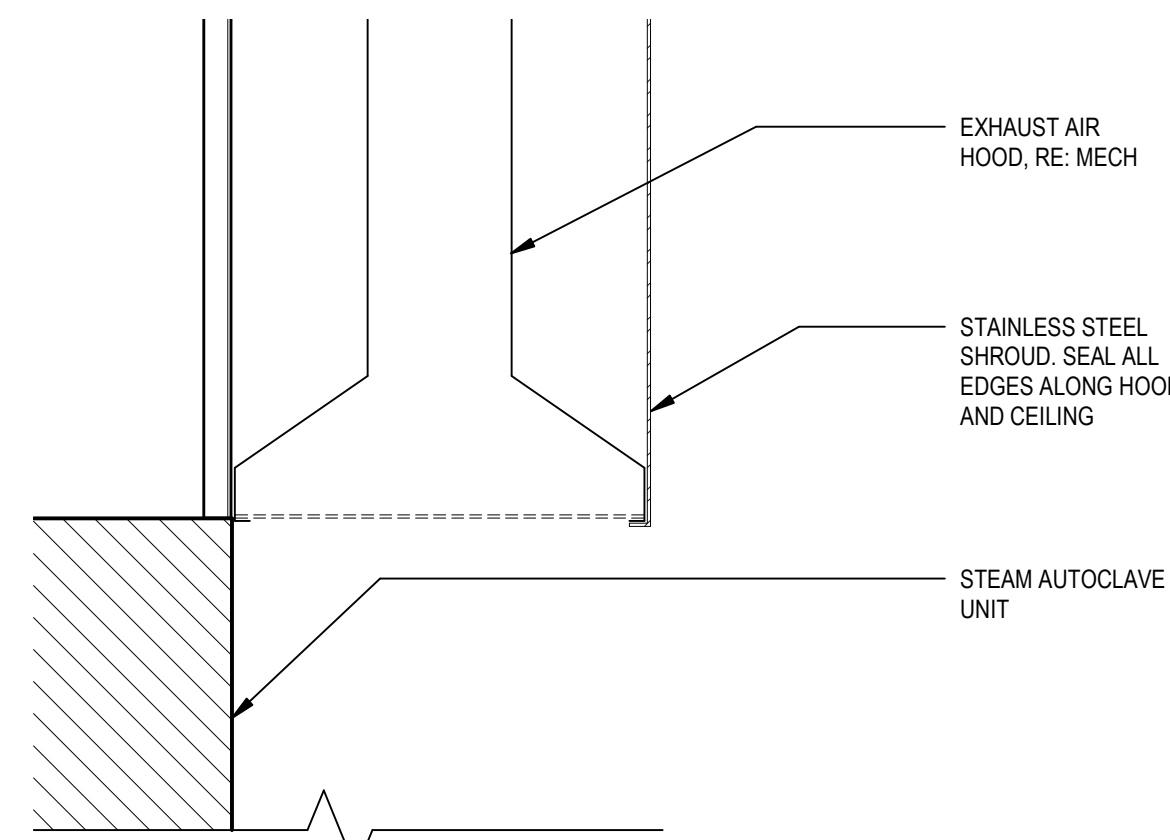 EXHAUST AIR
HOOD, RE: MECH
STAINLESS STEEL
SHROUD. SEAL ALL
EDGES ALONG HOOD
AND CEILING
STEAM AUTOCLAVE
UNIT